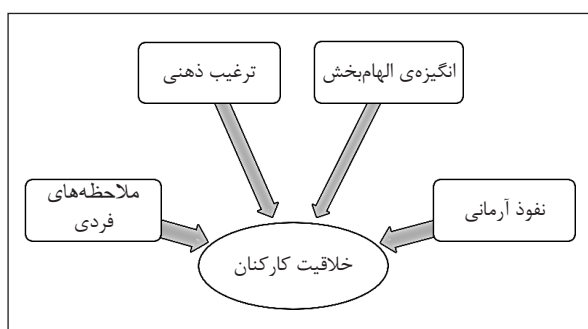 انگیزه‌ی الهام‌بخش
ترغیب ذهنی
نفوذ آرمانی
ملاحظه‌های
فردی
خلاقیت کارکنان